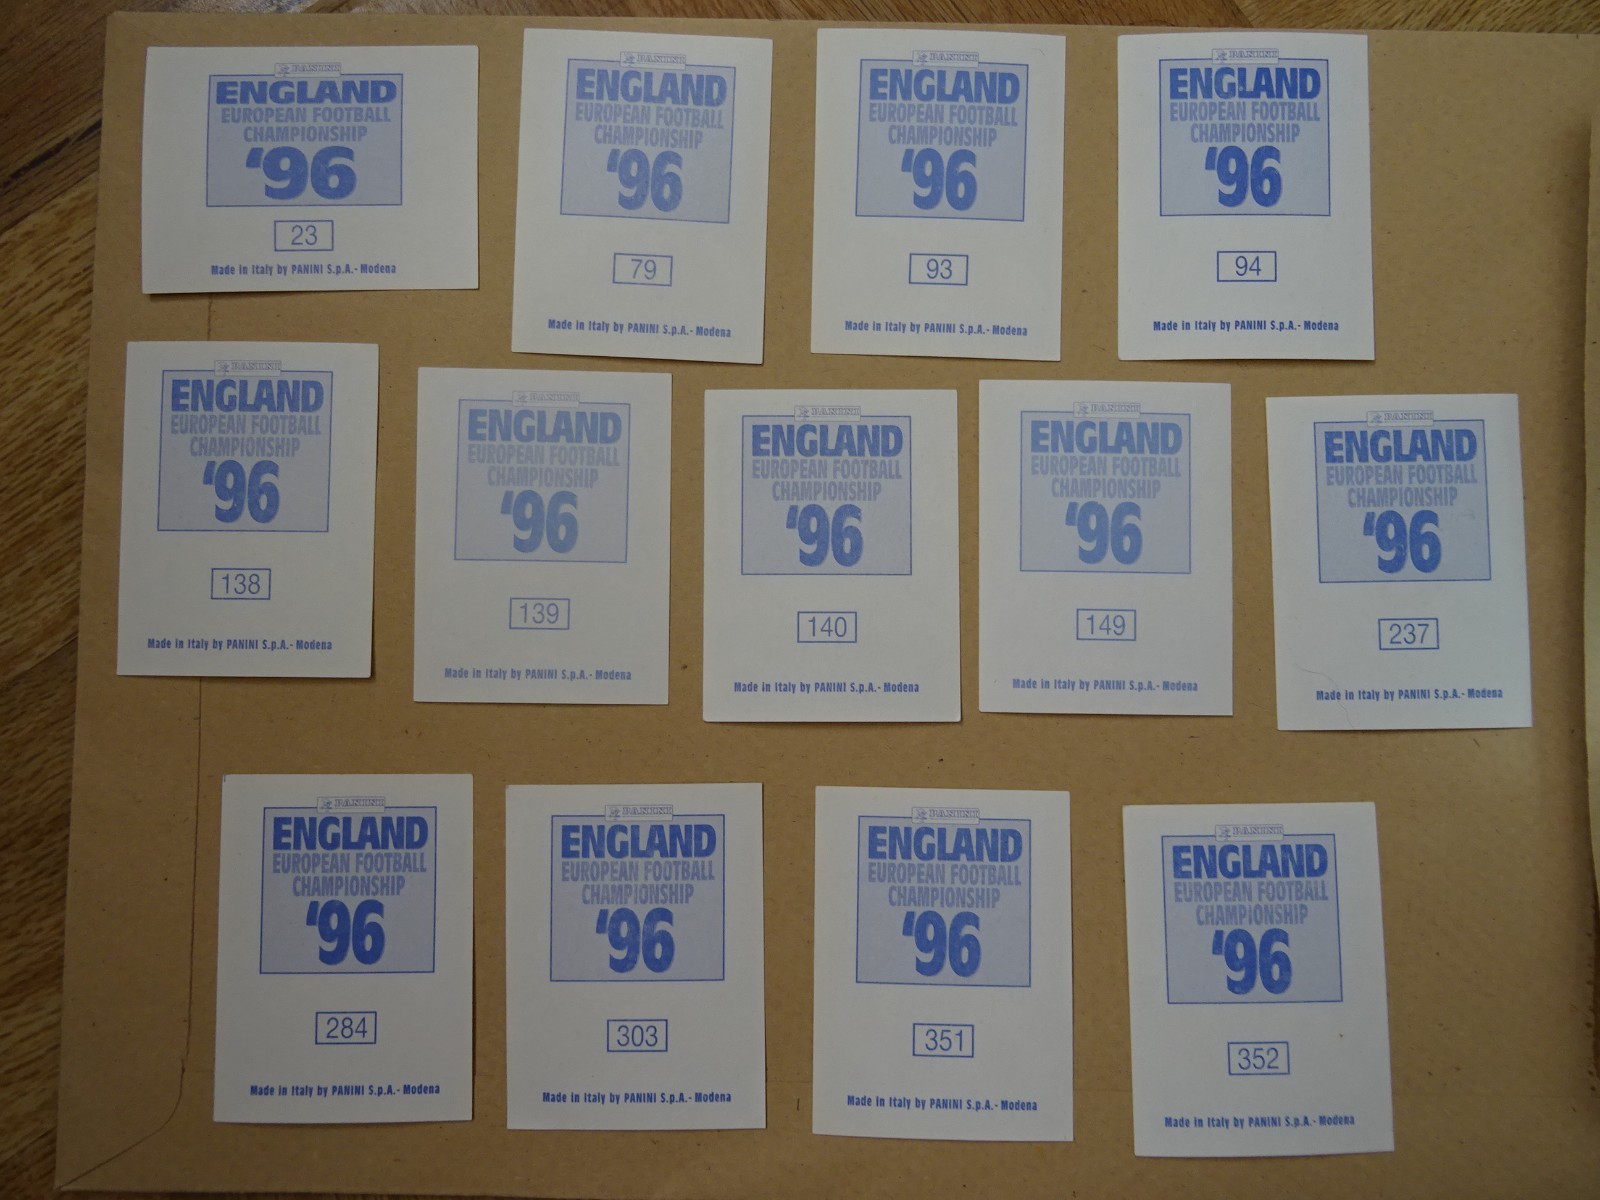 PANINI
ENGLAND
EUROPEAN FOOTBALL
CHAMPIONSHIP
'96
23
Made in Italy by PANINI S.p.A.- Modena
PANINI
ENGLAND
EUROPEAN FOOTBALL
CHAMPIONSHIP
'96
79
Made in Italy by PANINI S.p.A.- Modena
PANINI
ENGLAND
EUROPEAN FOOTBALL
CHAMPIONSHIP
'96
93
Made in Italy by PANINI S.p.A.- Modena
PANINI
ENGLAND
EUROPEAN FOOTBALL
CHAMPIONSHIP
'96
94
Made in Italy by PANINI S.p.A.- Modena
PANINI
ENGLAND
EUROPEAN FOOTBALL
CHAMPIONSHIP
'96
138
Made in Italy by PANINI S.p.A.- Modena
PANINI
ENGLAND
EUROPEAN FOOTBALL
CHAMPIONSHIP
'96
139
Made in Italy by PANINI S.p.A.- Modena
PANINI
ENGLAND
EUROPEAN FOOTBALL
CHAMPIONSHIP
'96
140
Made in Italy by PANINI S.p.A.- Modena
PANINI
ENGLAND
EUROPEAN FOOTBALL
CHAMPIONSHIP
'96
149
Made in Italy by PANINI S.p.A.- Modena
PANINI
ENGLAND
EUROPEAN FOOTBALL
CHAMPIONSHIP
'96
237
Made in Italy by PANINI S.p.A.- Modena
PANINI
ENGLAND
EUROPEAN FOOTBALL
CHAMPIONSHIP
'96
284
Made in Italy by PANINI S.p.A.- Modena
PANINI
ENGLAND
EUROPEAN FOOTBALL
CHAMPIONSHIP
'96
303
Made in Italy by PANINI S.p.A.- Modena
PANINI
ENGLAND
EUROPEAN FOOTBALL
CHAMPIONSHIP
'96
351
Made in Italy by PANINI S.p.A.- Modena
PANINI
ENGLAND
EUROPEAN FOOTBALL
CHAMPIONSHIP
'96
352
Made in Italy by PANINI S.p.A.- Modena